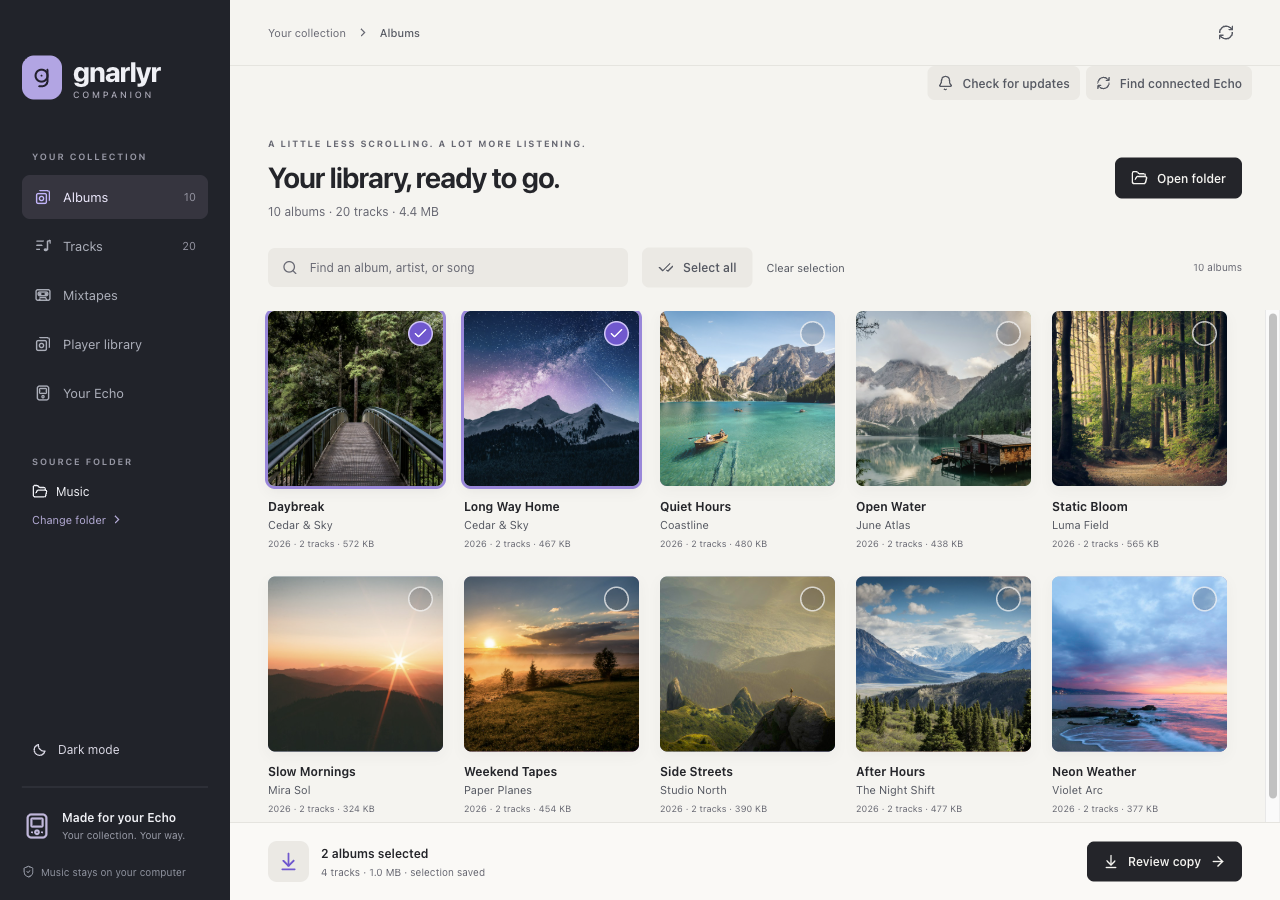 g
gnarlyr
COMPANION
YOUR COLLECTION
Albums 10
Tracks 20
Mixtapes
Player library
Your Echo
SOURCE FOLDER
Music
Change folder
Dark mode
Made for your Echo
Your collection. Your way.
Music stays on your computer
Your collection Albums
Check for updates Find connected Echo
A LITTLE LESS SCROLLING. A LOT MORE LISTENING.
Your library, ready to go.
10 albums · 20 tracks · 4.4 MB
Open folder
Find an album, artist, or song Select all Clear selection 10 albums
Daybreak
Cedar & Sky
2026 · 2 tracks · 572 KB
Long Way Home
Cedar & Sky
2026 · 2 tracks · 467 KB
Quiet Hours
Coastline
2026 · 2 tracks · 480 KB
Open Water
June Atlas
2026 · 2 tracks · 438 KB
Static Bloom
Luma Field
2026 · 2 tracks · 565 KB
Slow Mornings
Mira Sol
2026 · 2 tracks · 324 KB
Weekend Tapes
Paper Planes
2026 · 2 tracks · 454 KB
Side Streets
Studio North
2026 · 2 tracks · 390 KB
After Hours
The Night Shift
2026 · 2 tracks · 477 KB
Neon Weather
Violet Arc
2026 · 2 tracks · 377 KB
2 albums selected
4 tracks · 1.0 MB · selection saved
Review copy